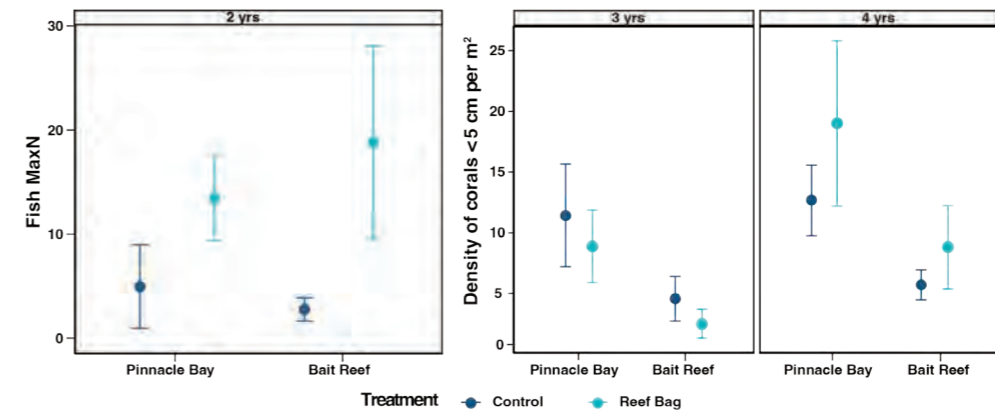 2 yrs
30
20
10
0
Fish MaxN
Pinnacle Bay
Bait Reef
3 yrs
4 yrs
25
20
15
10
5
0
Density of corals <5 cm per m²
Pinnacle Bay
Bait Reef
Pinnacle Bay
Bait Reef
Treatment
Control
Reef Bag